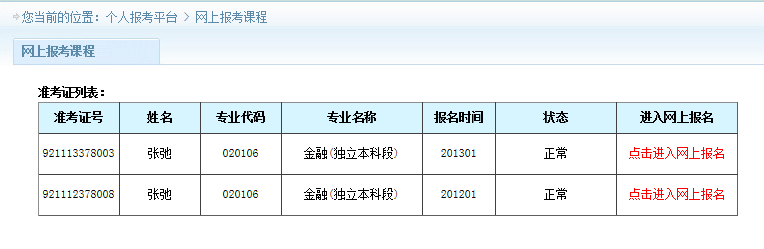 您当前的位置：个人报考平台 > 网上报考课程
网上报考课程
准考证列表：
准考证号 姓名 专业代码 专业名称 报名时间 状态 进入网上报名
921113378003 张弛 020106 金融(独立本科段) 201301 正常 点击进入网上报名
921112378008 张弛 020106 金融(独立本科段) 201201 正常 点击进入网上报名